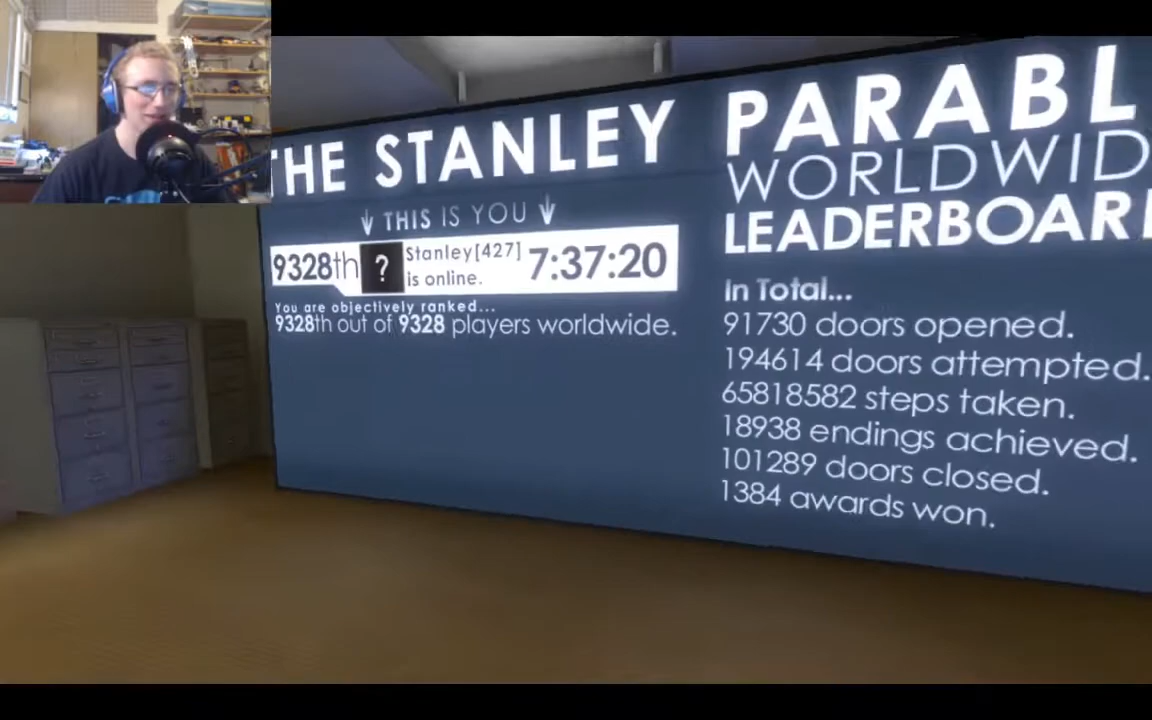 THE STANLEY PARABL
THIS IS YOU
9328th ? Stanley[427] is online. 7:37:20
You are objectively ranked...
9328th out of 9328 players worldwide.
WORLDWID
LEADERBOAR
In Total...
91730 doors opened.
194614 doors attempted.
65818582 steps taken.
18938 endings achieved.
101289 doors closed.
1384 awards won.